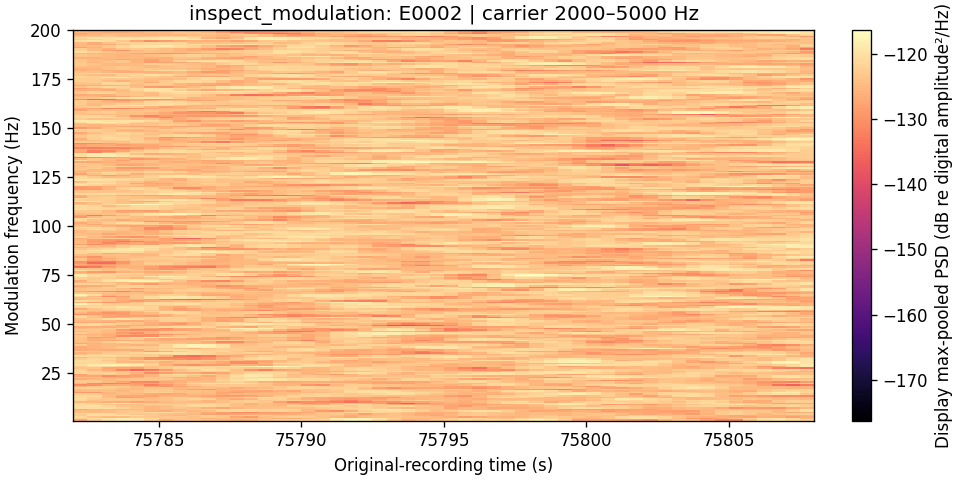 inspect_modulation: E0002 | carrier 2000–5000 Hz
200
175
150
125
100
75
50
25
Modulation frequency (Hz)
75785 75790 75795 75800 75805
Original-recording time (s)
−120
−130
−140
−150
−160
−170
Display max-pooled PSD (dB re digital amplitude²/Hz)